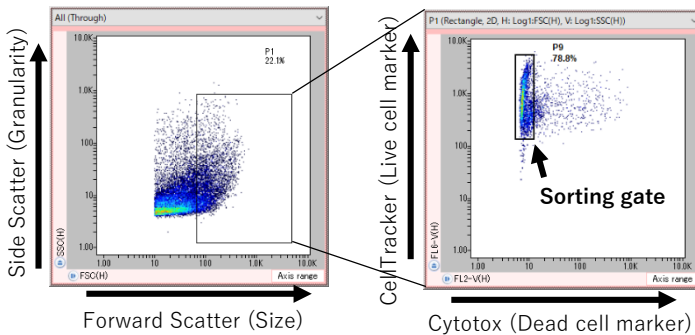 All (Through)
P1
22.1%
10.0K
1.0K
100
10
1.00
SSC(H)
1.00
10
100
1.0K
10.0K
FSC(H)
Axis range
Side Scatter (Granularity)
Forward Scatter (Size)
P1 (Rectangle, 2D, H: Log1:FSC(H), V: Log1:SSC(H))
P9
78.8%
10.0K
1.0K
100
10
1.00
FL6-V(H)
1.00
10
100
1.0K
10.0K
FL2-V(H)
Axis range
Sorting gate
CellTracker (Live cell marker)
Cytotox (Dead cell marker)